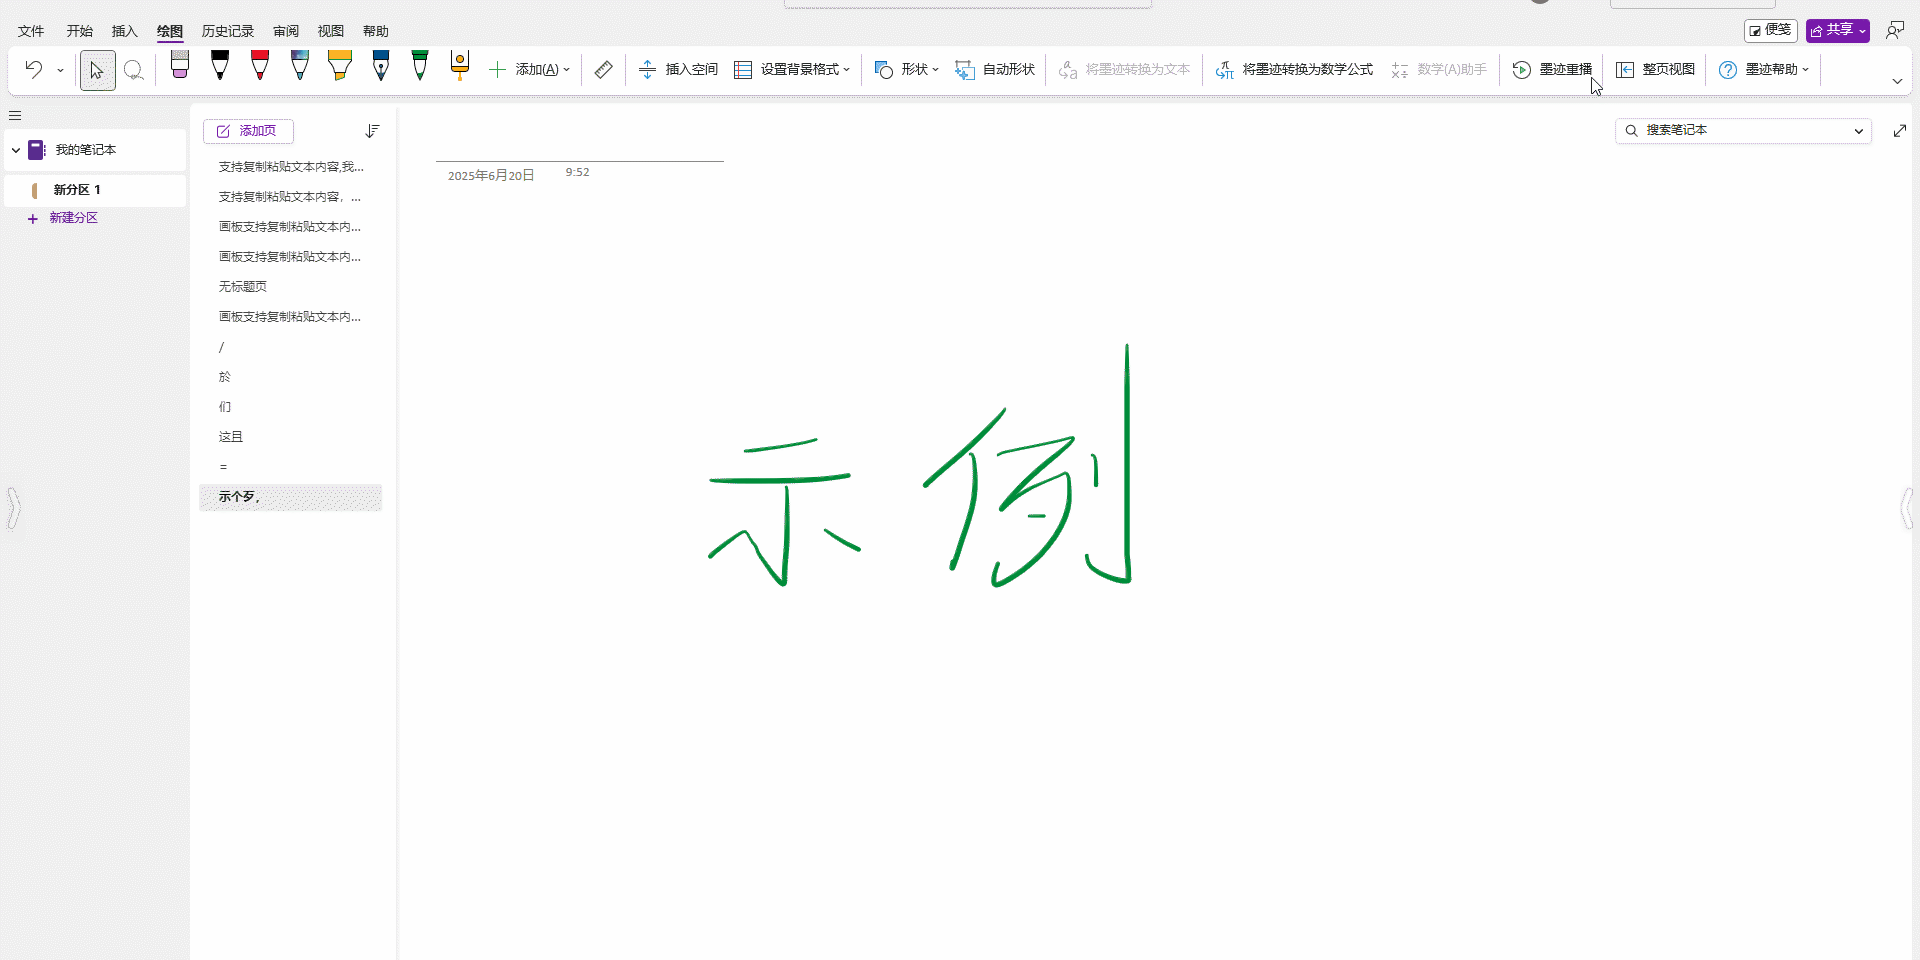 文件 开始 插入 绘图 历史记录 审阅 视图 帮助 便笺 共享
添加(A) 插入空间 设置背景格式 形状 自动形状 将墨迹转换为文本 将墨迹转换为数学公式 数学(A)助手 墨迹重播 整页视图 墨迹帮助
我的笔记本
新分区 1
新建分区
添加页
支持复制粘贴文本内容,我...
支持复制粘贴文本内容，...
画板支持复制粘贴文本内...
画板支持复制粘贴文本内...
无标题页
画板支持复制粘贴文本内...
/
於
们
这且
=
示个歹，
搜索笔记本
2025年6月20日 9:52
示例